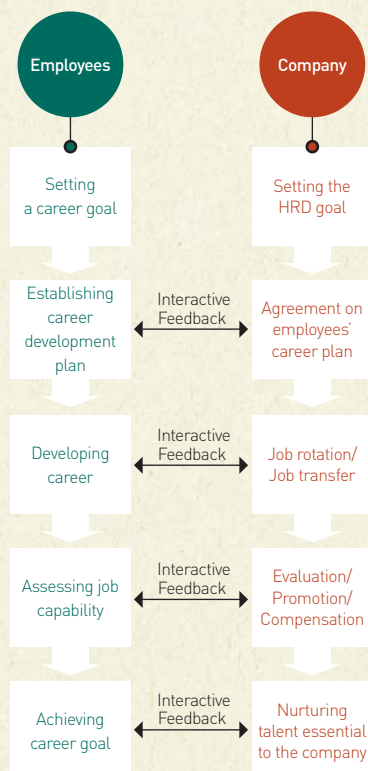 Employees
Company
Setting
a career goal
Setting the
HRD goal
Establishing
career
development
plan
Interactive
Feedback
Agreement on
employees'
career plan
Developing
career
Interactive
Feedback
Job rotation/
Job transfer
Assessing job
capability
Interactive
Feedback
Evaluation/
Promotion/
Compensation
Achieving
career goal
Interactive
Feedback
Nurturing
talent essential
to the company